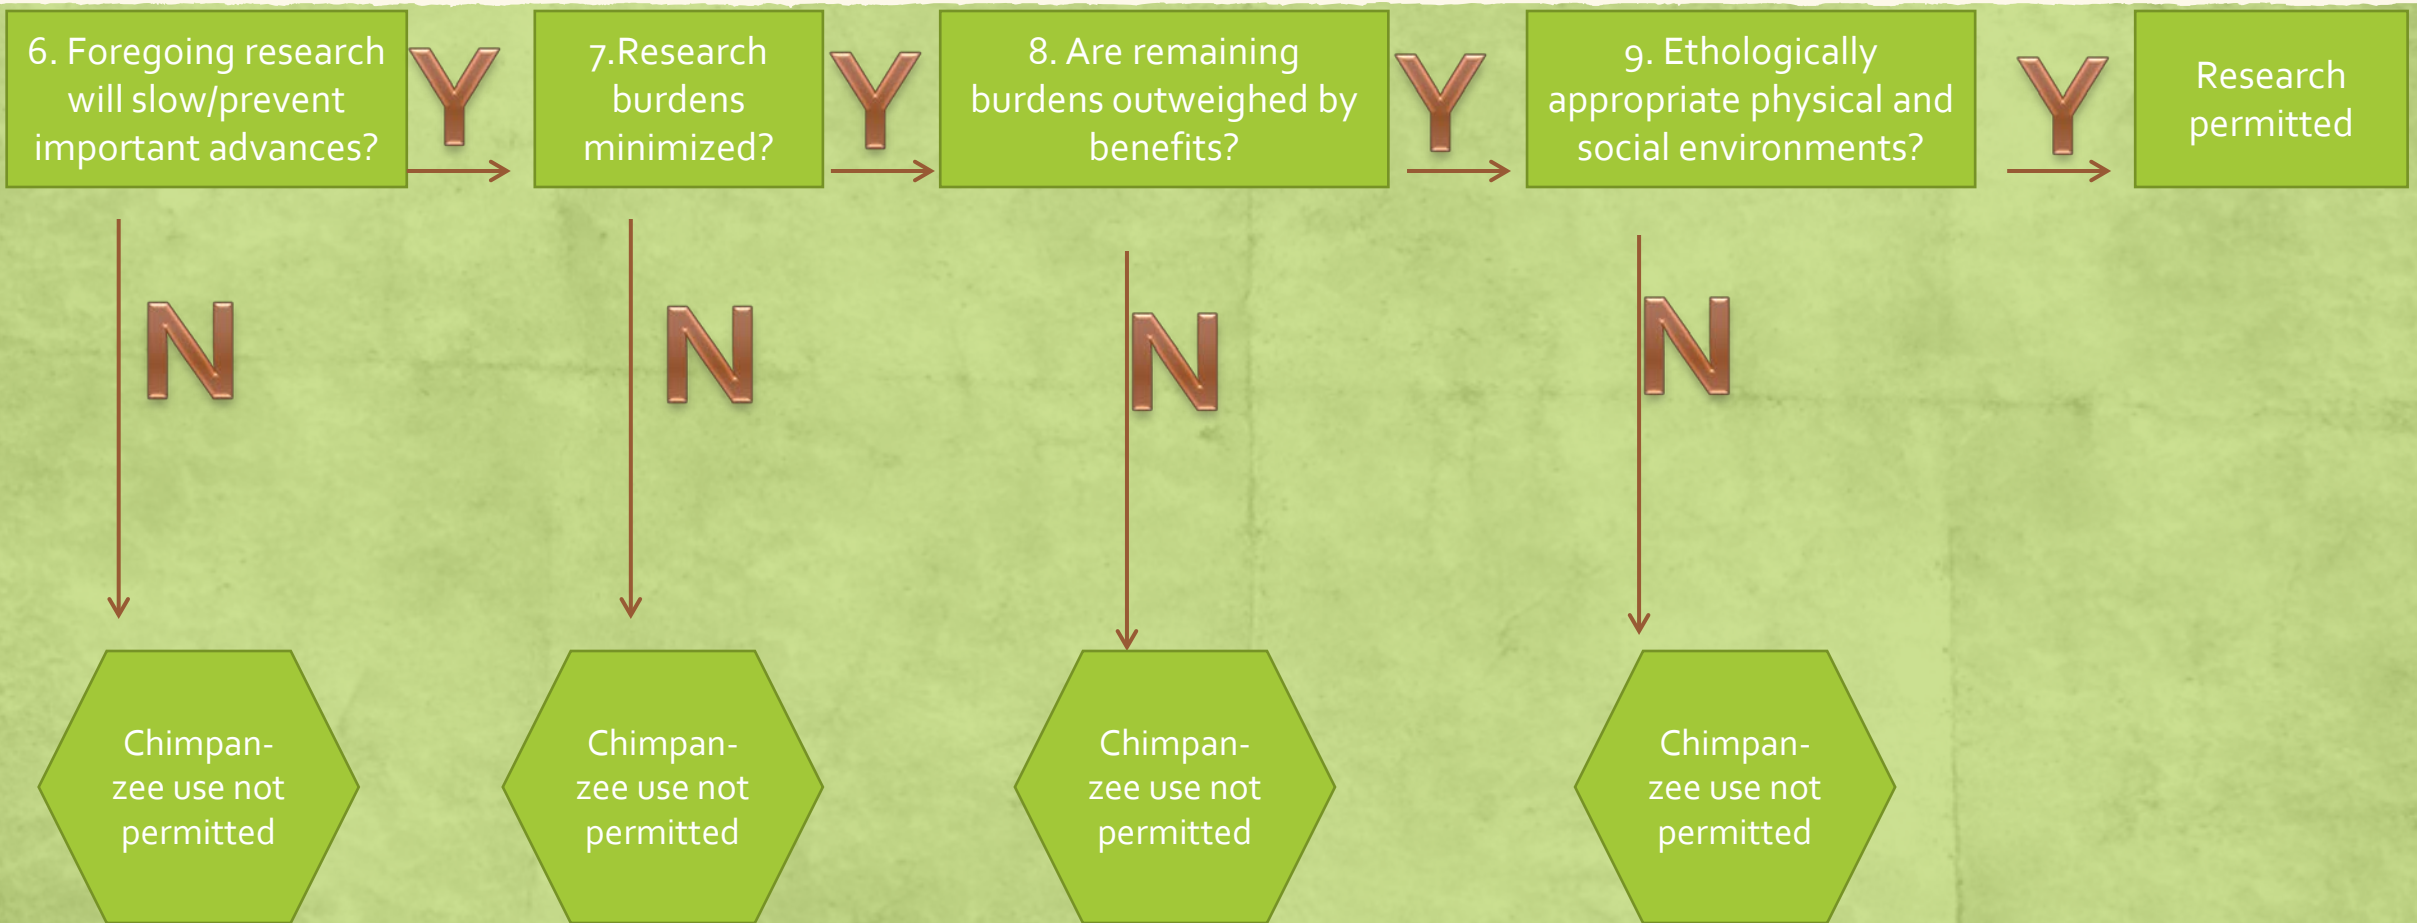 6. Foregoing research
will slow/prevent
important advances?
Y
7.Research
burdens
minimized?
Y
8. Are remaining
burdens outweighed by
benefits?
Y
9. Ethologically
appropriate physical and
social environments?
Y
Research
permitted
N
N
N
N
Chimpan-
zee use not
permitted
Chimpan-
zee use not
permitted
Chimpan-
zee use not
permitted
Chimpan-
zee use not
permitted